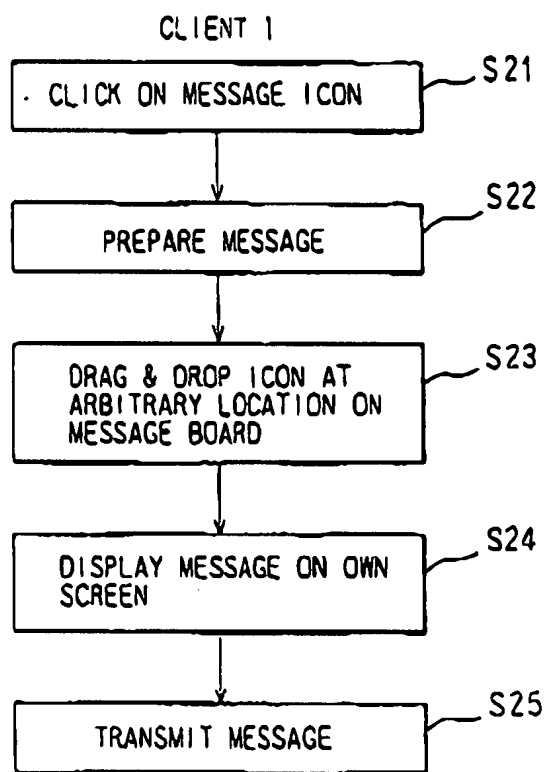 CLIENT 1
CLICK ON MESSAGE ICON
S21
PREPARE MESSAGE
S22
DRAG & DROP ICON AT
ARBITRARY LOCATION ON
MESSAGE BOARD
S23
DISPLAY MESSAGE ON OWN
SCREEN
S24
TRANSMIT MESSAGE
S25